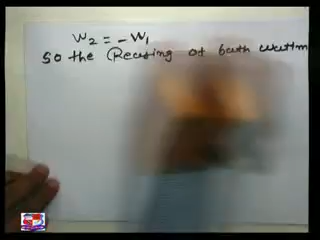 W₂ = - W₁
so the Reading of both wattm